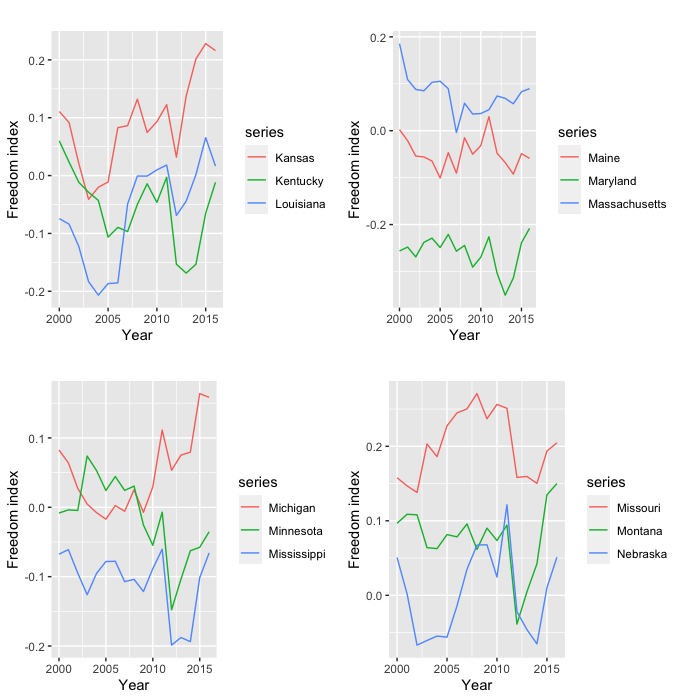 0.2
0.1
0.0
-0.1
-0.2
Freedom index
2000 2005 2010 2015
Year
series
Kansas
Kentucky
Louisiana
0.2
0.0
-0.2
Freedom index
2000 2005 2010 2015
Year
series
Maine
Maryland
Massachusetts
0.1
0.0
-0.1
-0.2
Freedom index
2000 2005 2010 2015
Year
series
Michigan
Minnesota
Mississippi
0.2
0.1
0.0
Freedom index
2000 2005 2010 2015
Year
series
Missouri
Montana
Nebraska